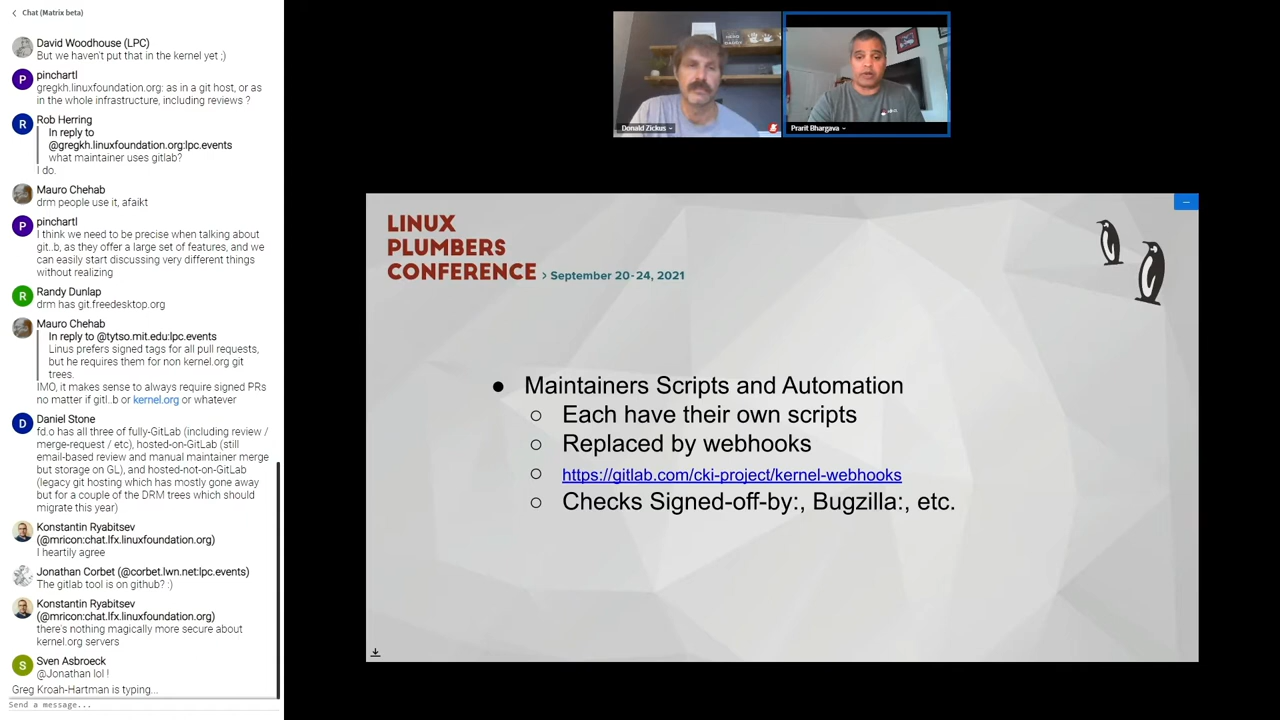 Chat (Matrix beta)
David Woodhouse (LPC)
But we haven't put that in the kernel yet ;)
P
pinchartl
gregkh.linuxfoundation.org: as in a git host, or as
in the whole infrastructure, including reviews ?
R
Rob Herring
In reply to
@gregkh.linuxfoundation.org:lpc.events
what maintainer uses gitlab?
I do.
Mauro Chehab
drm people use it, afaikt
P
pinchartl
I think we need to be precise when talking about
git..b, as they offer a large set of features, and we
can easily start discussing very different things
without realizing
R
Randy Dunlap
drm has git.freedesktop.org
Mauro Chehab
In reply to @tytso.mit.edu:lpc.events
Linus prefers signed tags for all pull requests,
but he requires them for non kernel.org git
trees.
IMO, it makes sense to always require signed PRs
no matter if gitl..b or kernel.org or whatever
D
Daniel Stone
fd.o has all three of fully-GitLab (including review /
merge-request / etc), hosted-on-GitLab (still
email-based review and manual maintainer merge
but storage on GL), and hosted-not-on-GitLab
(legacy git hosting which has mostly gone away
but for a couple of the DRM trees which should
migrate this year)
Konstantin Ryabitsev
(@mricon:chat.lfx.linuxfoundation.org)
I heartily agree
Jonathan Corbet (@corbet.lwn.net:lpc.events)
The gitlab tool is on github? :)
Konstantin Ryabitsev
(@mricon:chat.lfx.linuxfoundation.org)
there's nothing magically more secure about
kernel.org servers
S
Sven Asbroeck
@Jonathan lol !
Greg Kroah-Hartman is typing...
Send a message...
Donald Zickus
Prarit Bhargava
LINUX
PLUMBERS
CONFERENCE > September 20-24, 2021
● Maintainers Scripts and Automation
○ Each have their own scripts
○ Replaced by webhooks
○ https://gitlab.com/cki-project/kernel-webhooks
○ Checks Signed-off-by:, Bugzilla:, etc.